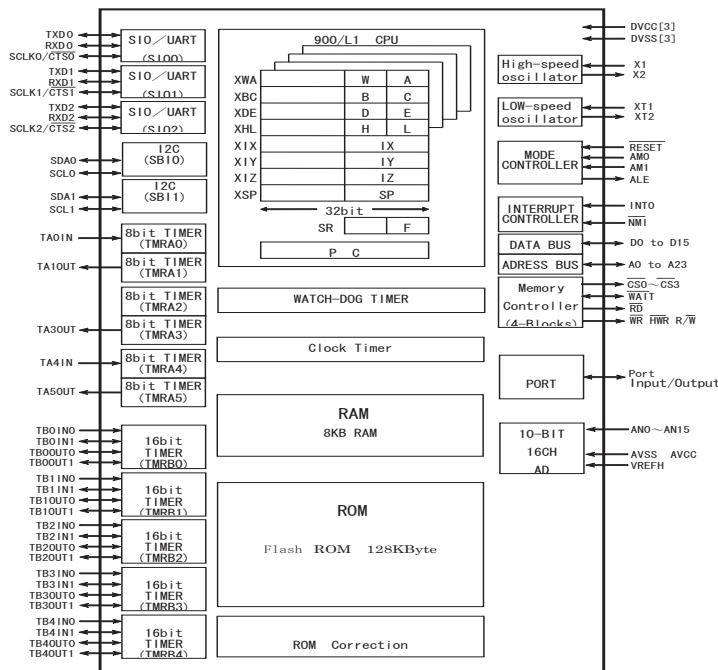 TXD0
RXD0
SCLK0/CTS0
SIO/UART
(SIO0)
TXD1
RXD1
SCLK1/CTS1
SIO/UART
(SIO1)
TXD2
RXD2
SCLK2/CTS2
SIO/UART
(SIO2)
SDA0
SCL0
I2C
(SBI0)
SDA1
SCL1
I2C
(SBI1)
TA0IN
8bit TIMER
(TMRA0)
TA1OUT
8bit TIMER
(TMRA1)
8bit TIMER
(TMRA2)
TA3OUT
8bit TIMER
(TMRA3)
TA4IN
8bit TIMER
(TMRA4)
TA5OUT
8bit TIMER
(TMRA5)
TB0IN0
TB0IN1
TB0OUT0
TB0OUT1
16bit
TIMER
(TMRB0)
TB1IN0
TB1IN1
TB1OUT0
TB1OUT1
16bit
TIMER
(TMRB1)
TB2IN0
TB2IN1
TB2OUT0
TB2OUT1
16bit
TIMER
(TMRB2)
TB3IN0
TB3IN1
TB3OUT0
TB3OUT1
16bit
TIMER
(TMRB3)
TB4IN0
TB4IN1
TB4OUT0
TB4OUT1
16bit
TIMER
(TMRB4)
900/L1 CPU
XWA W A
XBC B C
XDE D E
XHL H L
XIX IX
XIY IY
XIZ IZ
XSP SP
32bit
SR F
P C
WATCH-DOG TIMER
Clock Timer
RAM
8KB RAM
ROM
Flash ROM 128KByte
ROM Correction
DVCC[3]
DVSS[3]
High-speed
oscillator
X1
X2
LOW-speed
oscillator
XT1
XT2
MODE
CONTROLLER
RESET
AM0
AM1
ALE
INTERRUPT
CONTROLLER
INT0
NMI
DATA BUS
D0 to D15
ADRESS BUS
A0 to A23
Memory
Controller
(4-Blocks)
CS0~CS3
WAIT
RD
WR HWR R/W
PORT
Port
Input/Output
10-BIT
16CH
AD
AN0~AN15
AVSS AVCC
VREFH